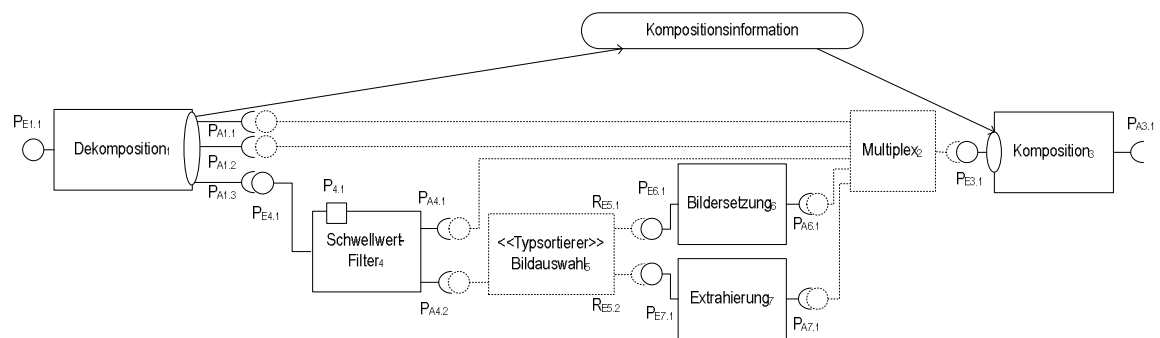 Kompositionsinformation
PE1.1
Dekomposition1
PA1.1
PA1.2
PA1.3
PE4.1
P4.1
Schwellwert-
Filter4
PA4.1
PA4.2
<<Typsortierer>>
Bildauswahl5
RE5.1
RE5.2
PE6.1
Bildersetzung6
PA6.1
PE7.1
Extrahierung7
PA7.1
Multiplex2
PE3.1
Komposition3
PA3.1